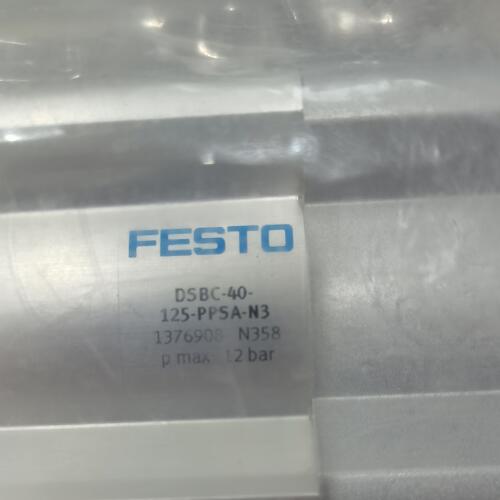 FESTO
DSBC-40-
125-PPSA-N3
1376908 N358
p max. 12 bar